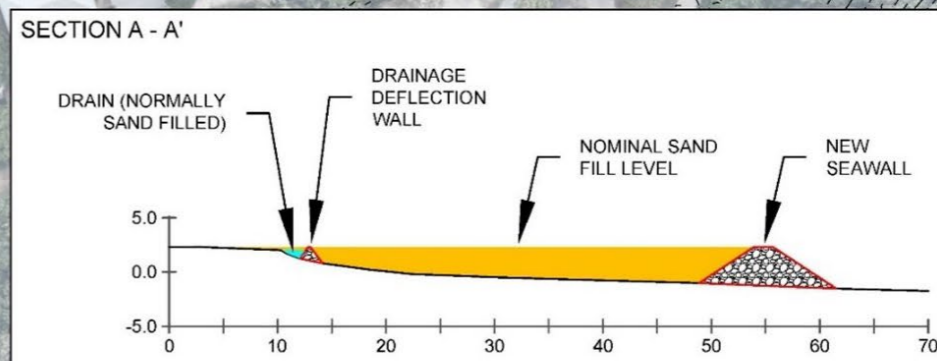 SECTION A - A'
DRAIN (NORMALLY
SAND FILLED)
DRAINAGE
DEFLECTION
WALL
NOMINAL SAND
FILL LEVEL
NEW
SEAWALL
5.0
0.0
-5.0
0 10 20 30 40 50 60 70